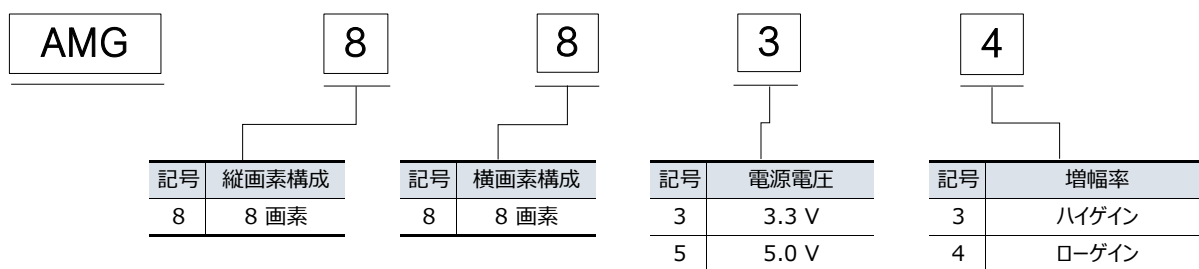 AMG 8 8 3 4
記号 縦画素構成 記号 横画素構成 記号 電源電圧 記号 増幅率
8 8 画素 8 8 画素 3 3.3 V 3 ハイゲイン
5 5.0 V 4 ローゲイン